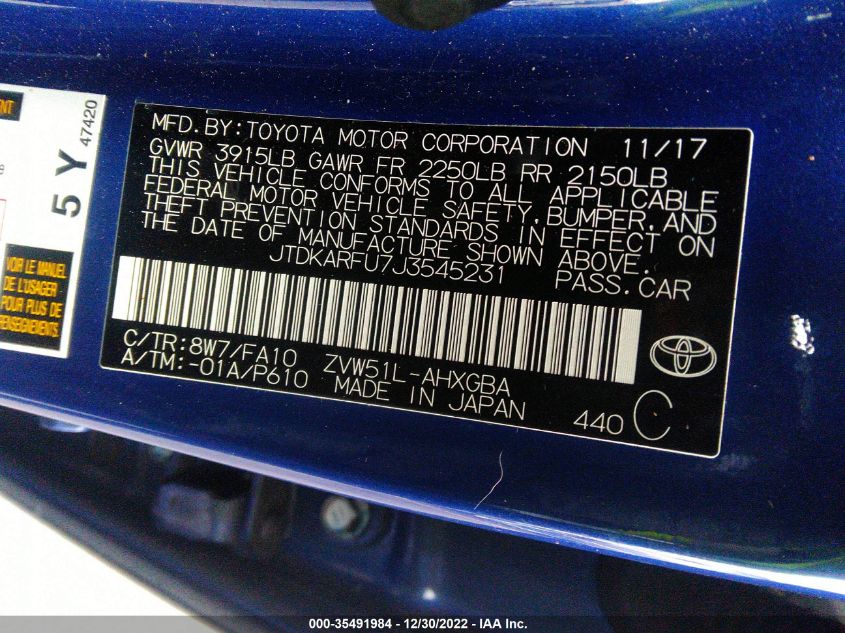 ENT
5Y
47420
VOIR LE MANUEL
DE L'USAGER
POUR PLUS DE
RENSEIGNEMENTS.
MFD.BY:TOYOTA MOTOR CORPORATION 11/17
GVWR 3915LB GAWR FR 2250LB RR 2150LB
THIS VEHICLE CONFORMS TO ALL APPLICABLE
FEDERAL MOTOR VEHICLE SAFETY,BUMPER,AND
THEFT PREVENTION STANDARDS IN EFFECT ON
THE DATE OF MANUFACTURE SHOWN ABOVE.
JTDKARFU7J3545231 PASS.CAR
C/TR:8W7/FA10 ZVW51L-AHXGBA
A/TM:-01A/P610 MADE IN JAPAN
440 C
000-35491984 - 12/30/2022 - IAA Inc.